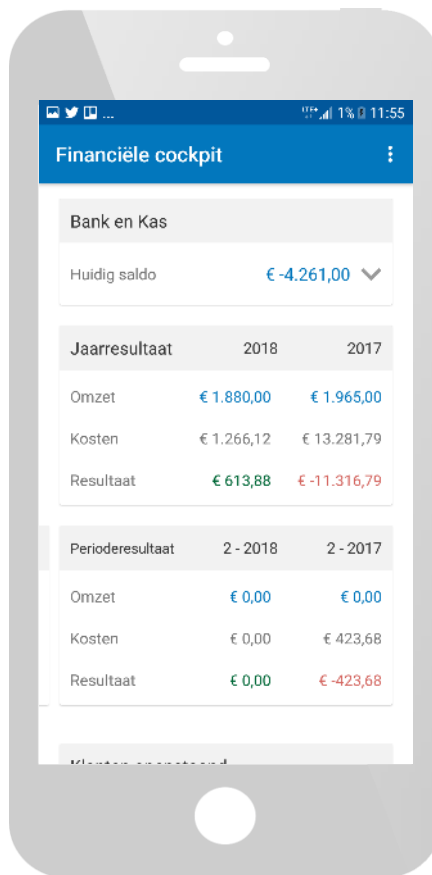 ... LTE+ 1% 11:55
Financiële cockpit
Bank en Kas
Huidig saldo € -4.261,00
Jaarresultaat 2018 2017
Omzet € 1.880,00 € 1.965,00
Kosten € 1.266,12 € 13.281,79
Resultaat € 613,88 € -11.316,79
Perioderesultaat 2 - 2018 2 - 2017
Omzet € 0,00 € 0,00
Kosten € 0,00 € 423,68
Resultaat € 0,00 € -423,68